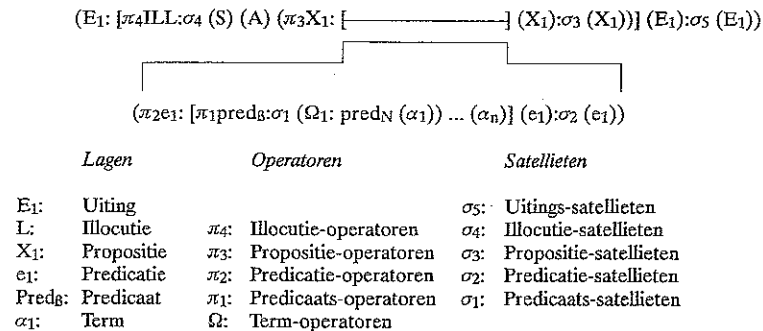 (E₁: [π₄ILL:σ₄ (S) (A) (π₃X₁: [ ] (X₁):σ₃ (X₁))] (E₁):σ₅ (E₁))
(π₂e₁: [π₁predß:σ₁ (Ω₁: predN (α₁)) ... (αn)] (e₁):σ₂ (e₁))
Lagen Operatoren Satellieten
E₁: Uiting σ₅: Uitings-satellieten
L: Illocutie π₄: Illocutie-operatoren σ₄: Illocutie-satellieten
X₁: Propositie π₃: Propositie-operatoren σ₃: Propositie-satellieten
e₁: Predicatie π₂: Predicatie-operatoren σ₂: Predicatie-satellieten
Predß: Predicaat π₁: Predicaats-operatoren σ₁: Predicaats-satellieten
α₁: Term Ω: Term-operatoren